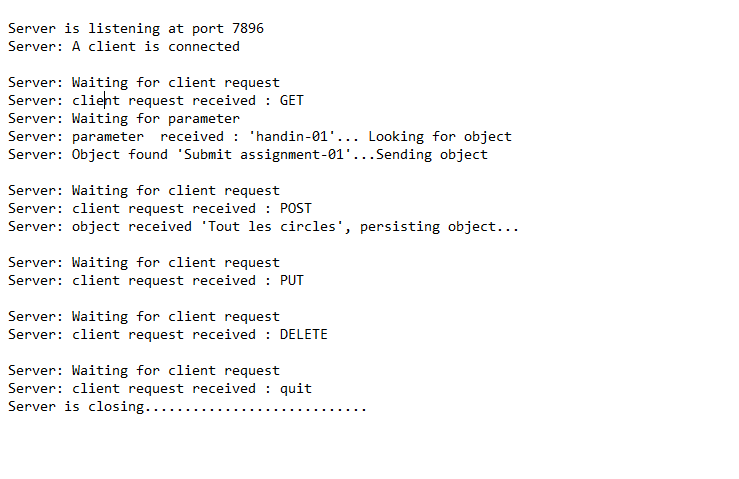 Server is listening at port 7896
Server: A client is connected
Server: Waiting for client request
Server: client request received : GET
Server: Waiting for parameter
Server: parameter  received : 'handin-01'... Looking for object
Server: Object found 'Submit assignment-01'...Sending object
Server: Waiting for client request
Server: client request received : POST
Server: object received 'Tout les circles', persisting object...
Server: Waiting for client request
Server: client request received : PUT
Server: Waiting for client request
Server: client request received : DELETE
Server: Waiting for client request
Server: client request received : quit
Server is closing............................